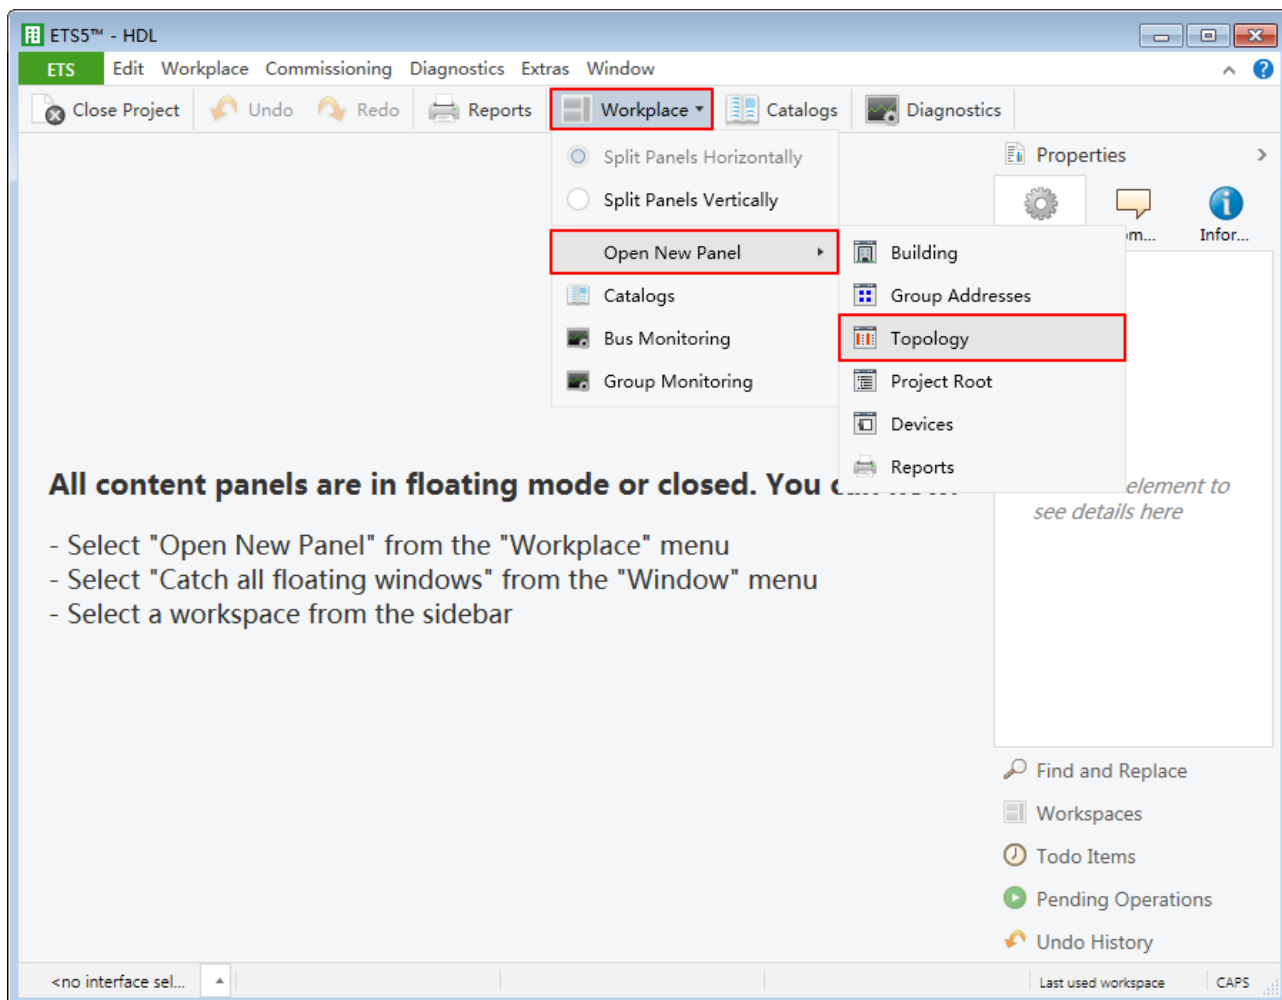 ETS5™ - HDL
ETS Edit Workplace Commissioning Diagnostics Extras Window
Close Project Undo Redo Reports Workplace Catalogs Diagnostics
Split Panels Horizontally
Split Panels Vertically
Open New Panel
Catalogs
Bus Monitoring
Group Monitoring
Building
Group Addresses
Topology
Project Root
Devices
Reports
Properties
m... Infor...
element to
see details here
All content panels are in floating mode or closed. You
- Select "Open New Panel" from the "Workplace" menu
- Select "Catch all floating windows" from the "Window" menu
- Select a workspace from the sidebar
Find and Replace
Workspaces
Todo Items
Pending Operations
Undo History
<no interface sel... Last used workspace CAPS